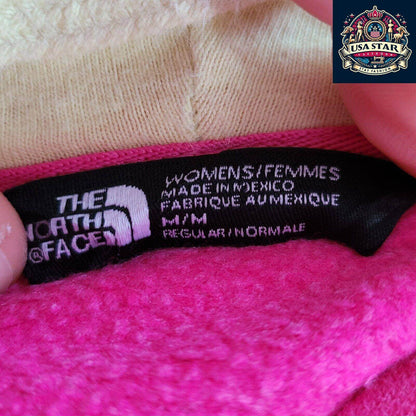 USA STAR
THE
NORTH
FACE
®
WOMENS/FEMMES
MADE IN MEXICO
FABRIQUE AU MEXIQUE
M/M
REGULAR/NORMALE